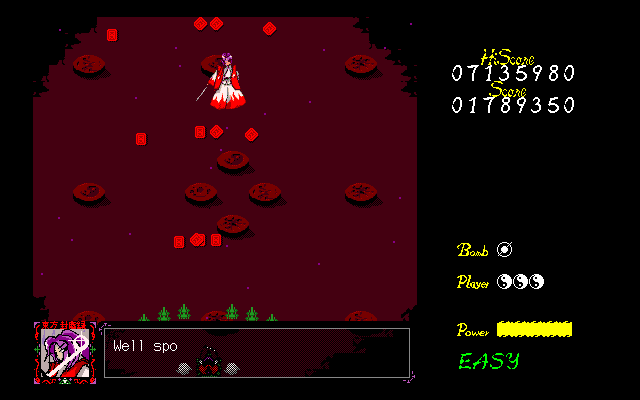 HiScore
07135980
Score
01789350
Bomb
Player
Power
EASY
Well spo